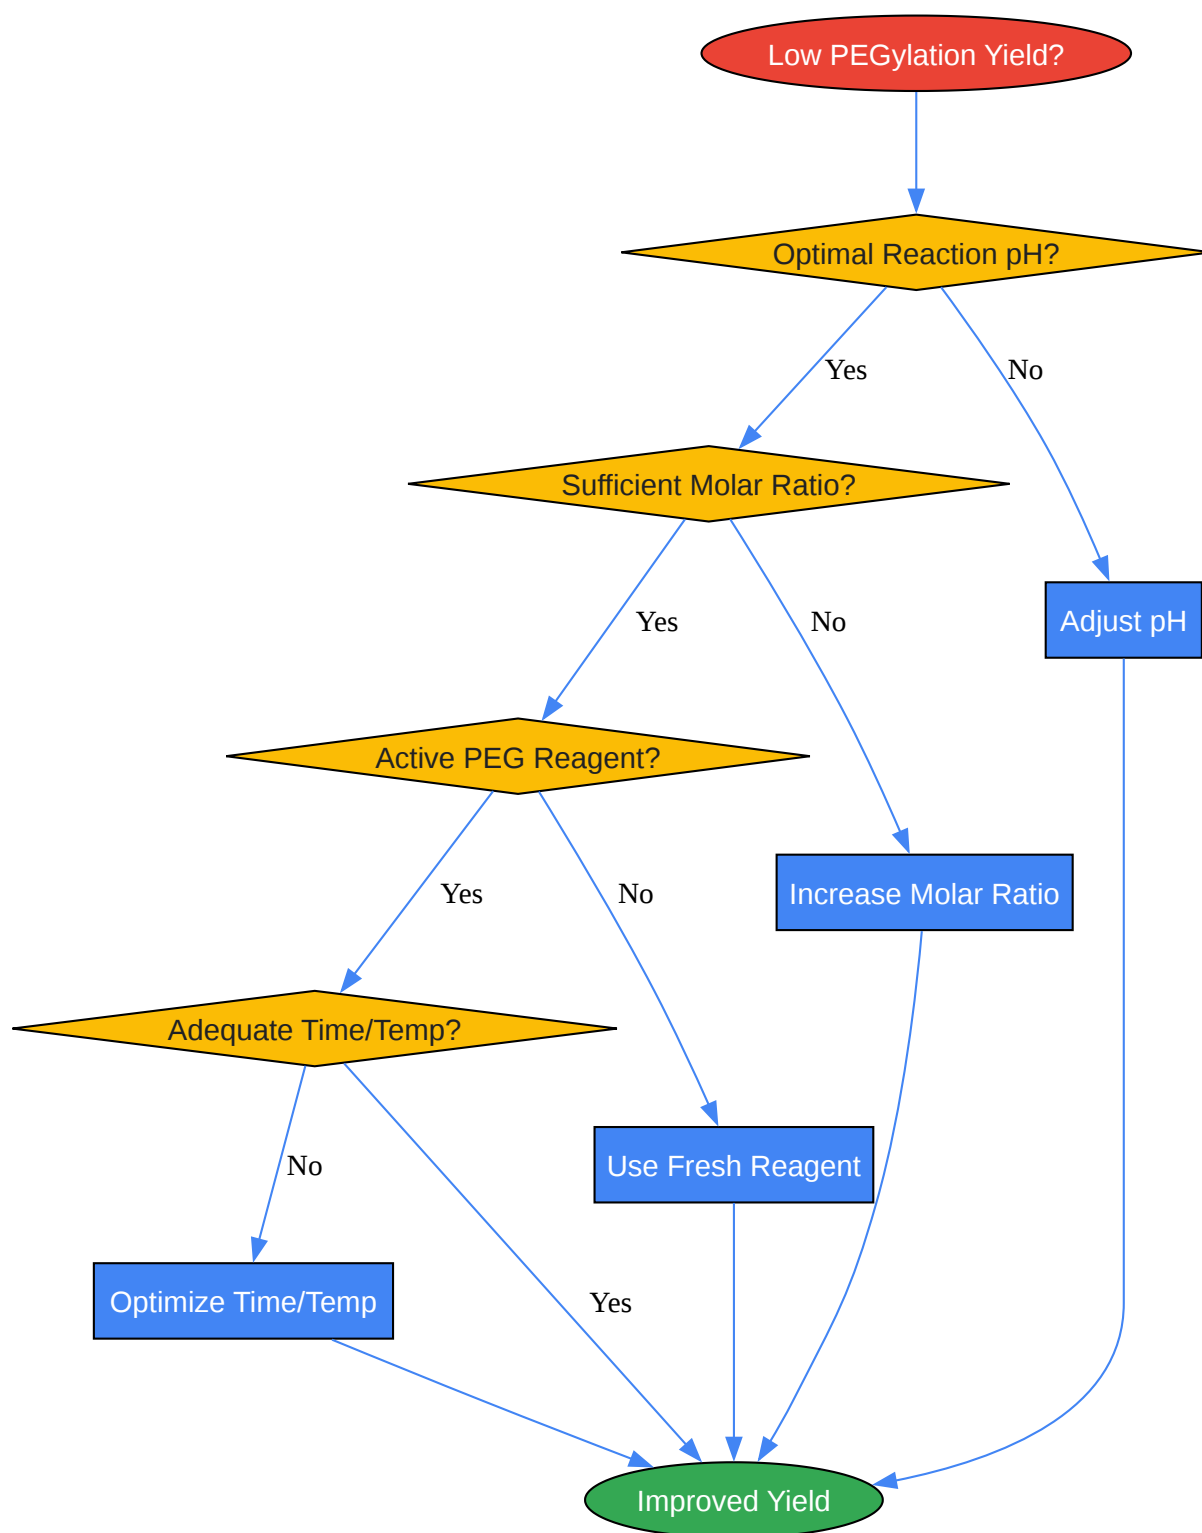 Low PEGylation Yield?
Optimal Reaction pH?
Yes
No
Sufficient Molar Ratio?
Yes
No
Adjust pH
Active PEG Reagent?
Yes
No
Increase Molar Ratio
Adequate Time/Temp?
No
Use Fresh Reagent
Optimize Time/Temp
Yes
Improved Yield